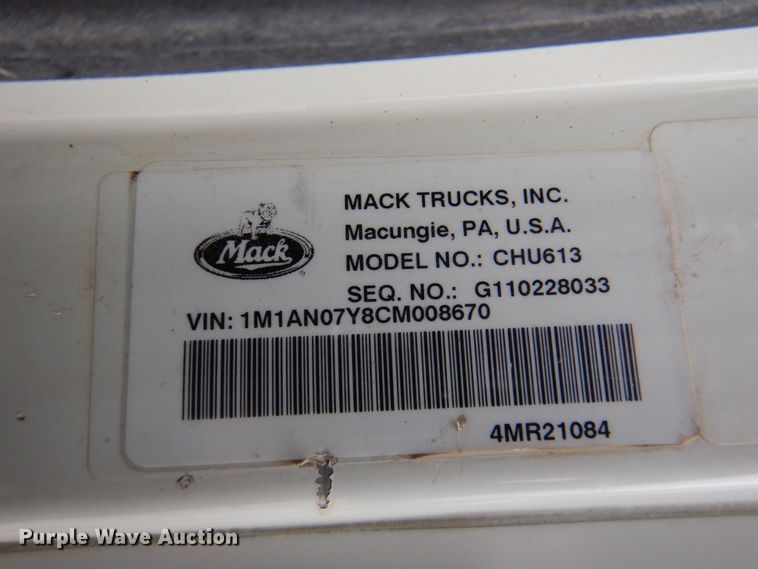 MACK TRUCKS, INC.
Macungie, PA, U.S.A.
Mack
MODEL NO.: CHU613
SEQ. NO.: G110228033
VIN: 1M1AN07Y8CM008670
4MR21084
Purple Wave Auction